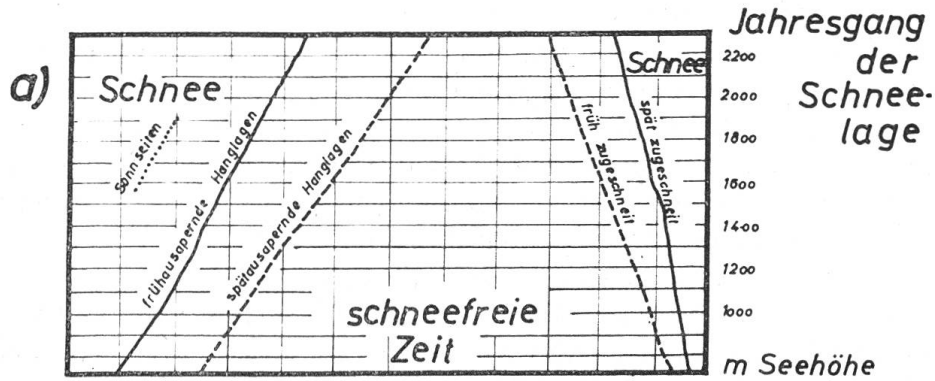 a)
Jahresgang
der
Schnee-
lage
Schnee
Schnee
Sonnseiten
frühausapernde Hanglagen
spätausapernde Hanglagen
früh zugeschneit
spät zugeschneit
schneefreie
Zeit
2200
2000
1800
1600
1400
1200
1000
m Seehöhe